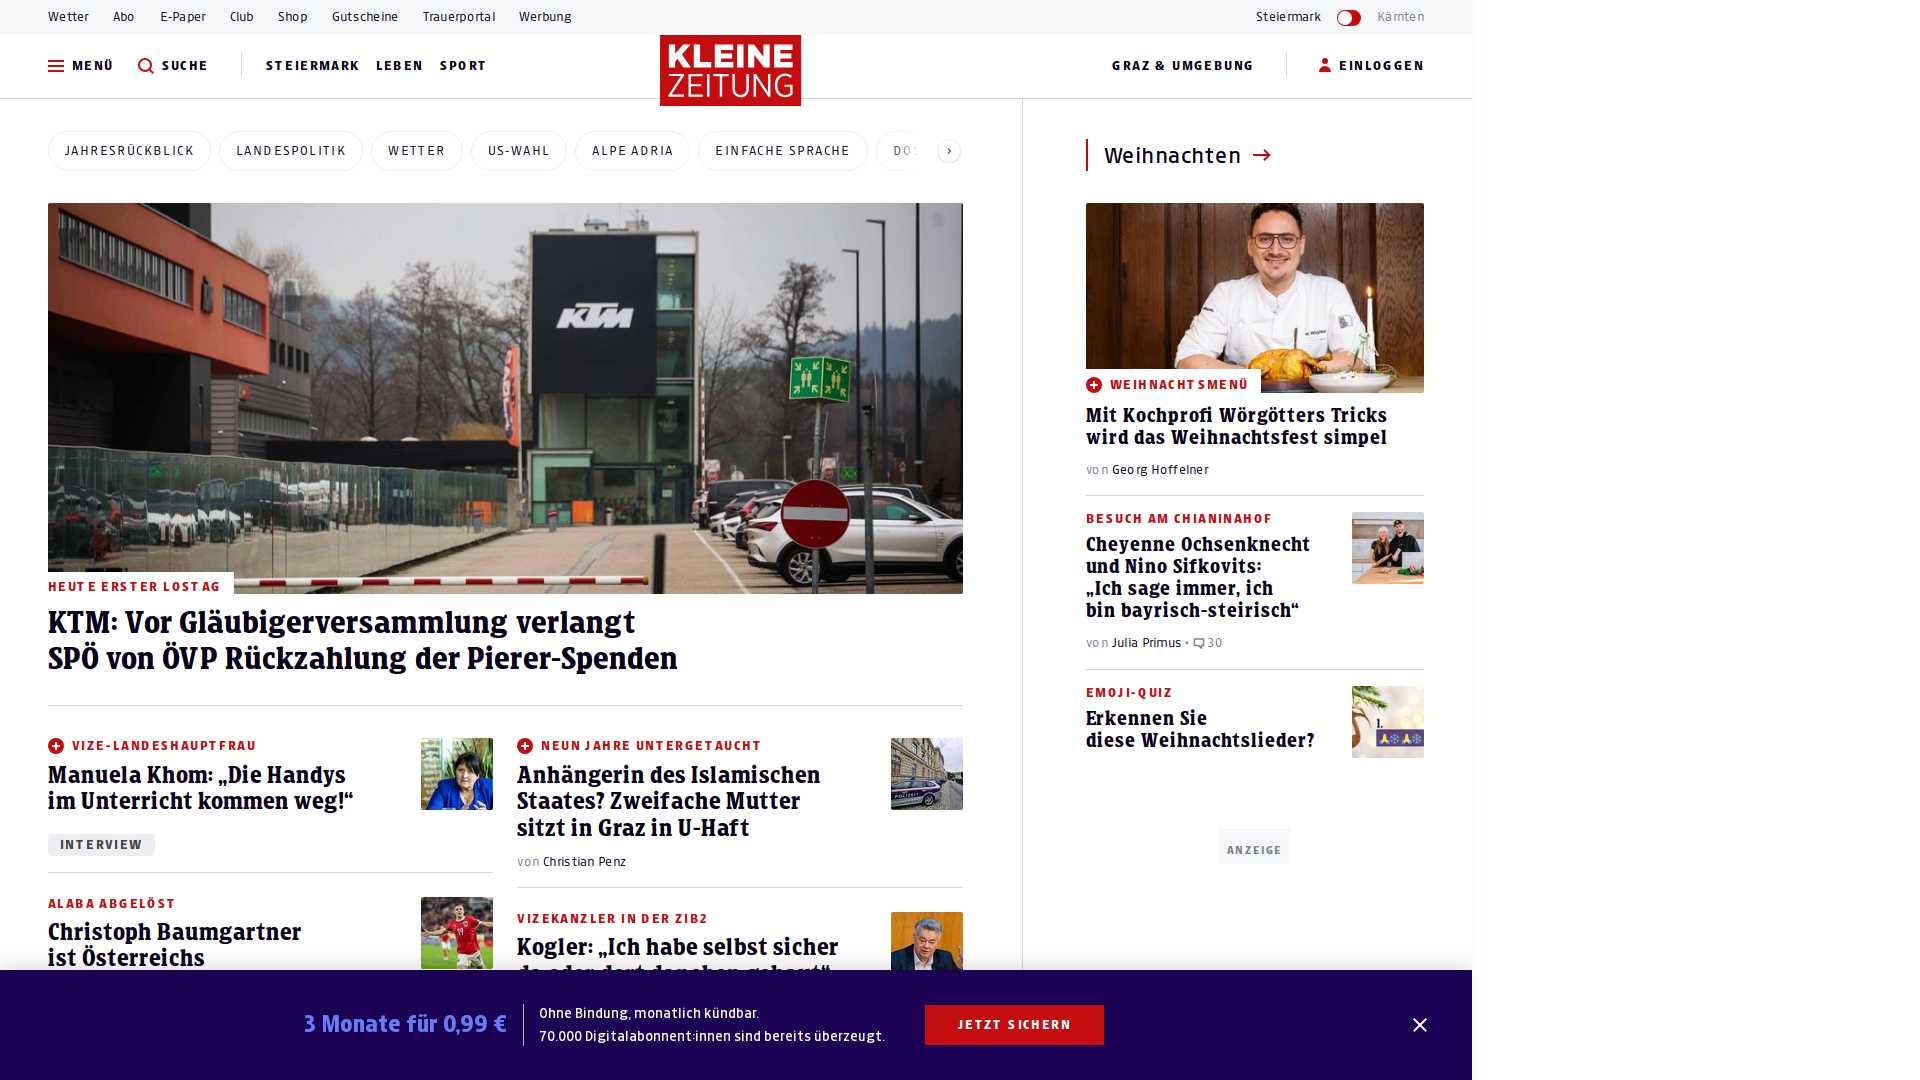 Wetter Abo E-Paper Club Shop Gutscheine Trauerportal Werbung Steiermark Kärnten
MENÜ SUCHE STEIERMARK LEBEN SPORT KLEINE ZEITUNG GRAZ & UMGEBUNG EINLOGGEN
JAHRESRÜCKBLICK LANDESPOLITIK WETTER US-WAHL ALPE ADRIA EINFACHE SPRACHE
KTM
HEUTE ERSTER LOSTAG
KTM: Vor Gläubigerversammlung verlangt
SPÖ von ÖVP Rückzahlung der Pierer-Spenden
VIZE-LANDESHAUPTFRAU
Manuela Khom: „Die Handys
im Unterricht kommen weg!“
INTERVIEW
ALABA ABGELÖST
Christoph Baumgartner
ist Österreichs
NEUN JAHRE UNTERGETAUCHT
Anhängerin des Islamischen
Staates? Zweifache Mutter
sitzt in Graz in U-Haft
von Christian Penz
VIZEKANZLER IN DER ZIB2
Kogler: „Ich habe selbst sicher
da oder dort daneben gehaut“
Weihnachten
WEIHNACHTSMENÜ
Mit Kochprofi Wörgötters Tricks
wird das Weihnachtsfest simpel
von Georg Hoffelner
BESUCH AM CHIANINAHOF
Cheyenne Ochsenknecht
und Nino Sifkovits:
„Ich sage immer, ich
bin bayrisch-steirisch“
von Julia Primus • 30
EMOJI-QUIZ
Erkennen Sie
diese Weihnachtslieder?
1.
ANZEIGE
3 Monate für 0,99 €
Ohne Bindung, monatlich kündbar.
70.000 Digitalabonnent:innen sind bereits überzeugt.
JETZT SICHERN